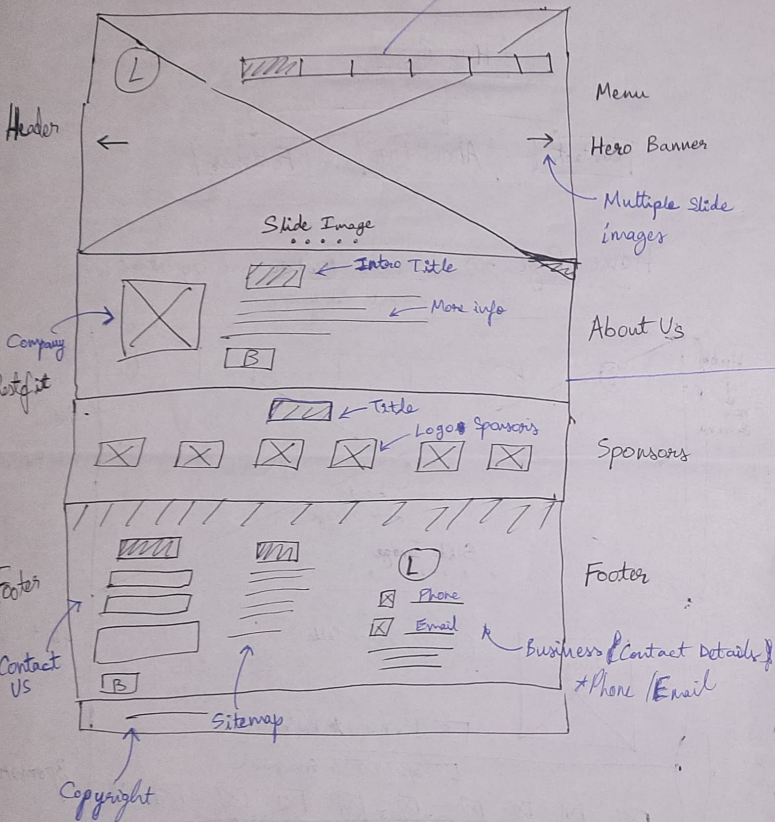 L
Menu
Header
Hero Banner
Multiple Slide
images
Slide Image
Intro Title
More info
Company
B
About Us
Title
Logo Sponsors
Sponsors
L
Footer
Footer
Phone
Email
Contact
US
Business (Contact Details)
*Phone / Email
B
Sitemap
Copyright